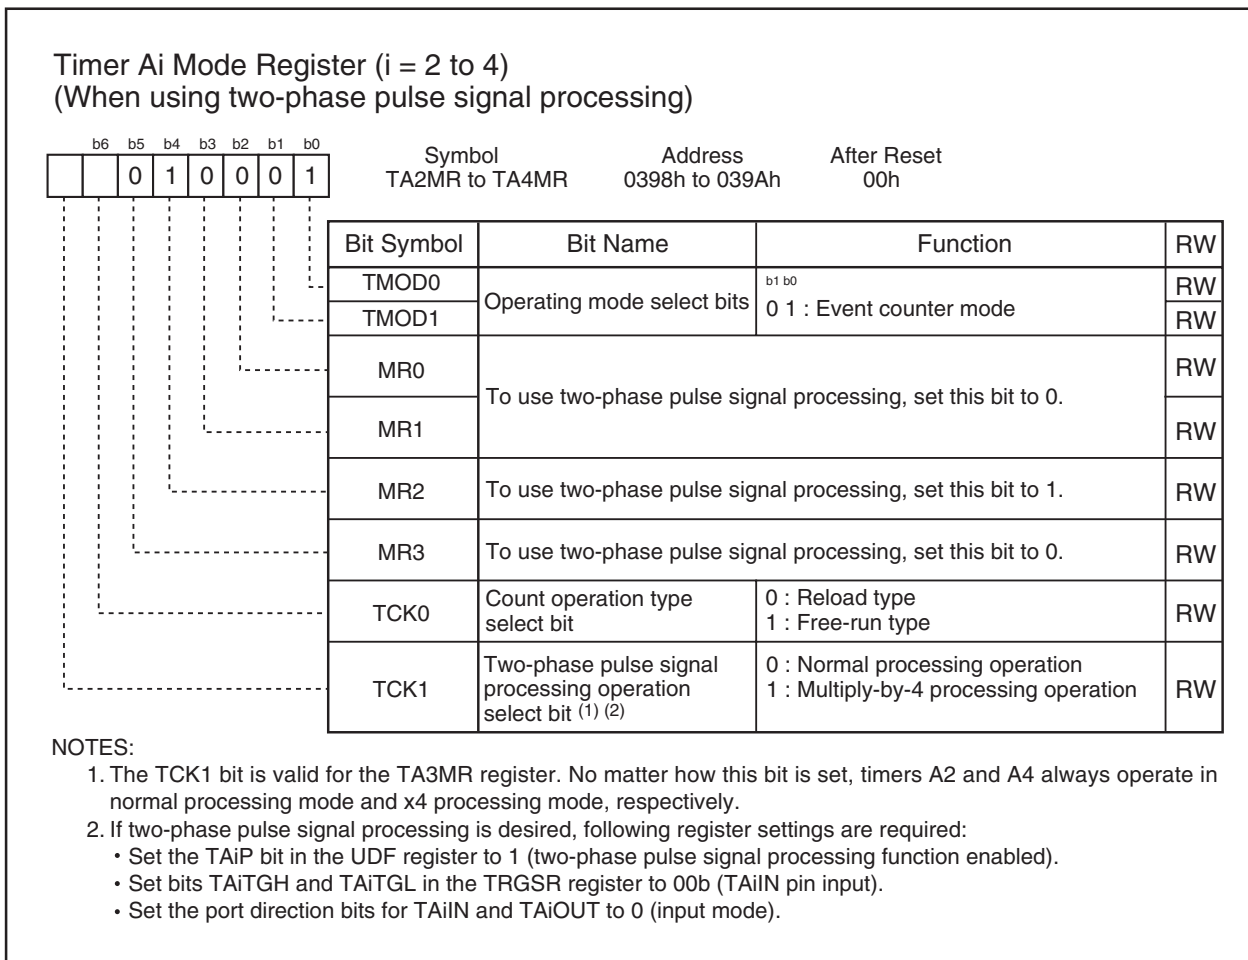 Timer Ai Mode Register (i = 2 to 4)
(When using two-phase pulse signal processing)
b6 b5 b4 b3 b2 b1 b0
0 1 0 0 0 1
Symbol Address After Reset
TA2MR to TA4MR 0398h to 039Ah 00h
Bit Symbol Bit Name Function RW
TMOD0 Operating mode select bits b1 b0 RW
TMOD1 0 1 : Event counter mode RW
MR0 To use two-phase pulse signal processing, set this bit to 0. RW
MR1 RW
MR2 To use two-phase pulse signal processing, set this bit to 1. RW
MR3 To use two-phase pulse signal processing, set this bit to 0. RW
TCK0 Count operation type 0 : Reload type RW
select bit 1 : Free-run type
Two-phase pulse signal 0 : Normal processing operation
TCK1 processing operation 1 : Multiply-by-4 processing operation RW
select bit (1) (2)
NOTES:
1. The TCK1 bit is valid for the TA3MR register. No matter how this bit is set, timers A2 and A4 always operate in
normal processing mode and x4 processing mode, respectively.
2. If two-phase pulse signal processing is desired, following register settings are required:
• Set the TAiP bit in the UDF register to 1 (two-phase pulse signal processing function enabled).
• Set bits TAiTGH and TAiTGL in the TRGSR register to 00b (TAiIN pin input).
• Set the port direction bits for TAiIN and TAiOUT to 0 (input mode).